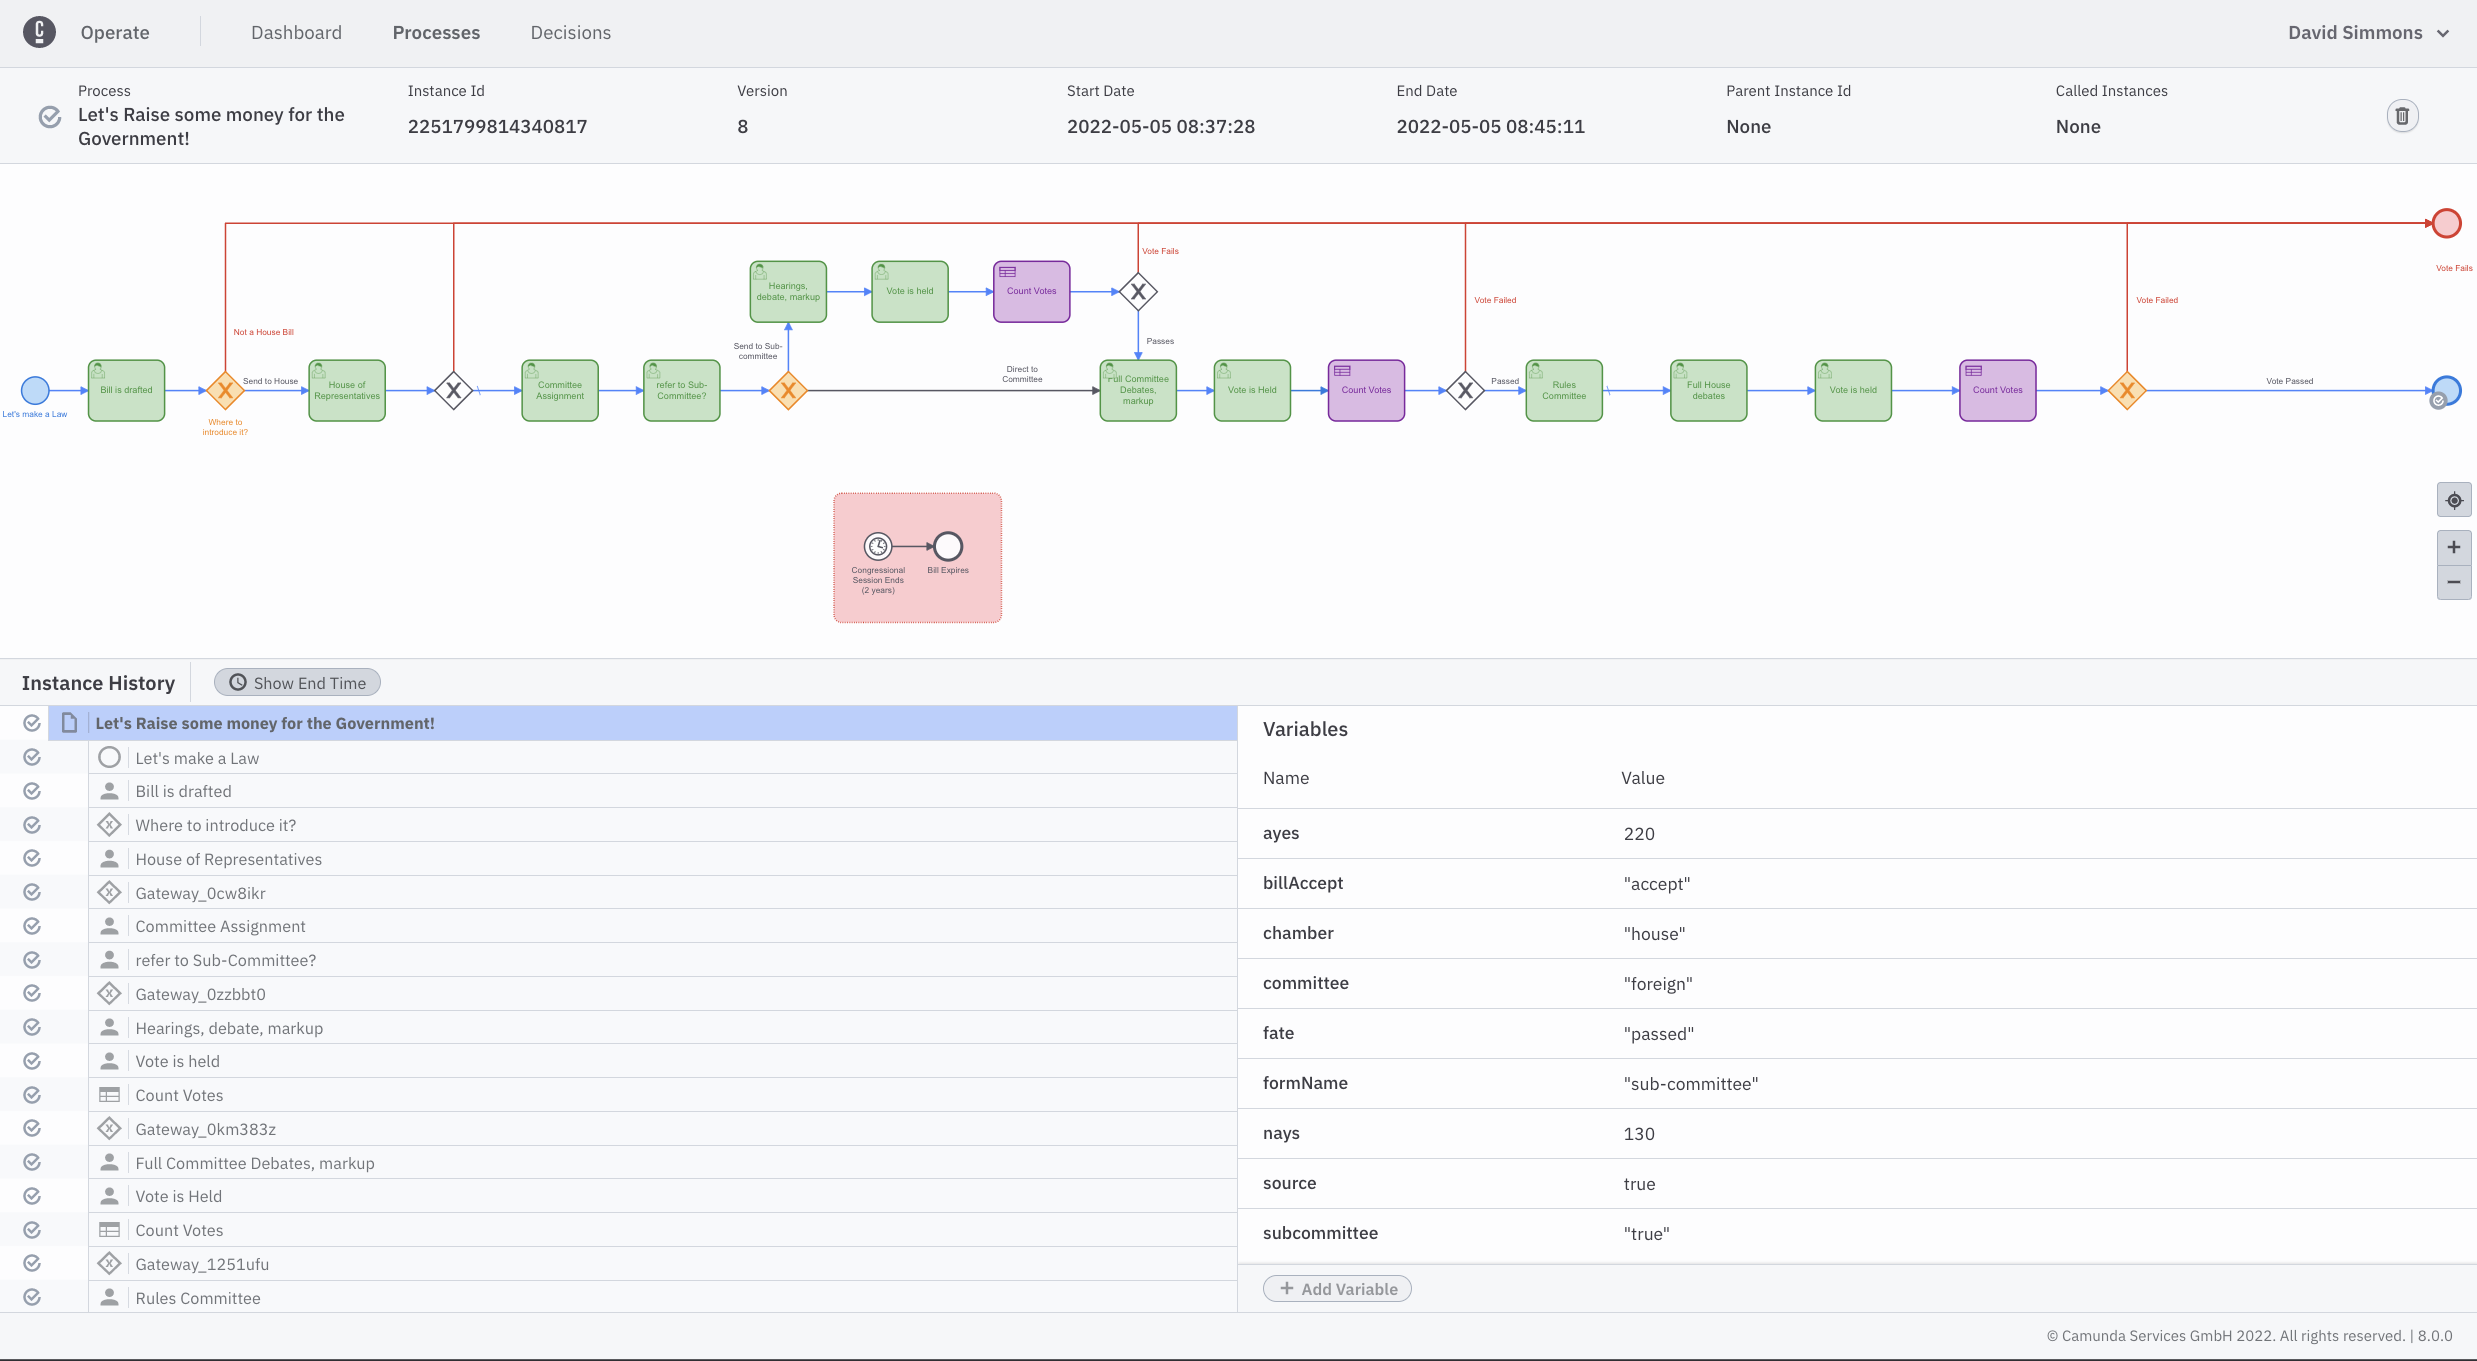 Operate
Dashboard
Processes
Decisions
David Simmons
Process
Let's Raise some money for the
Government!
Instance Id
2251799814340817
Version
8
Start Date
2022-05-05 08:37:28
End Date
2022-05-05 08:45:11
Parent Instance Id
None
Called Instances
None
Vote Fails
Vote Fails
Hearings,
debate, markup
Vote is held
Count Votes
Vote Failed
Vote Failed
Not a House Bill
Send to Sub-
committee
Passes
Let's make a Law
Bill is drafted
Where to
introduce it?
Send to House
House of
Representatives
Committee
Assignment
refer to Sub-
Committee?
Direct to
Committee
Full Committee
Debates,
markup
Vote is Held
Count Votes
Passed
Rules
Committee
Full House
debates
Vote is held
Count Votes
Vote Passed
Congressional
Session Ends
(2 years)
Bill Expires
Instance History
Show End Time
Let's Raise some money for the Government!
Let's make a Law
Bill is drafted
Where to introduce it?
House of Representatives
Gateway_0cw8ikr
Committee Assignment
refer to Sub-Committee?
Gateway_0zzbbt0
Hearings, debate, markup
Vote is held
Count Votes
Gateway_0km383z
Full Committee Debates, markup
Vote is Held
Count Votes
Gateway_1251ufu
Rules Committee
Variables
Name Value
ayes 220
billAccept "accept"
chamber "house"
committee "foreign"
fate "passed"
formName "sub-committee"
nays 130
source true
subcommittee "true"
+ Add Variable
© Camunda Services GmbH 2022. All rights reserved. | 8.0.0